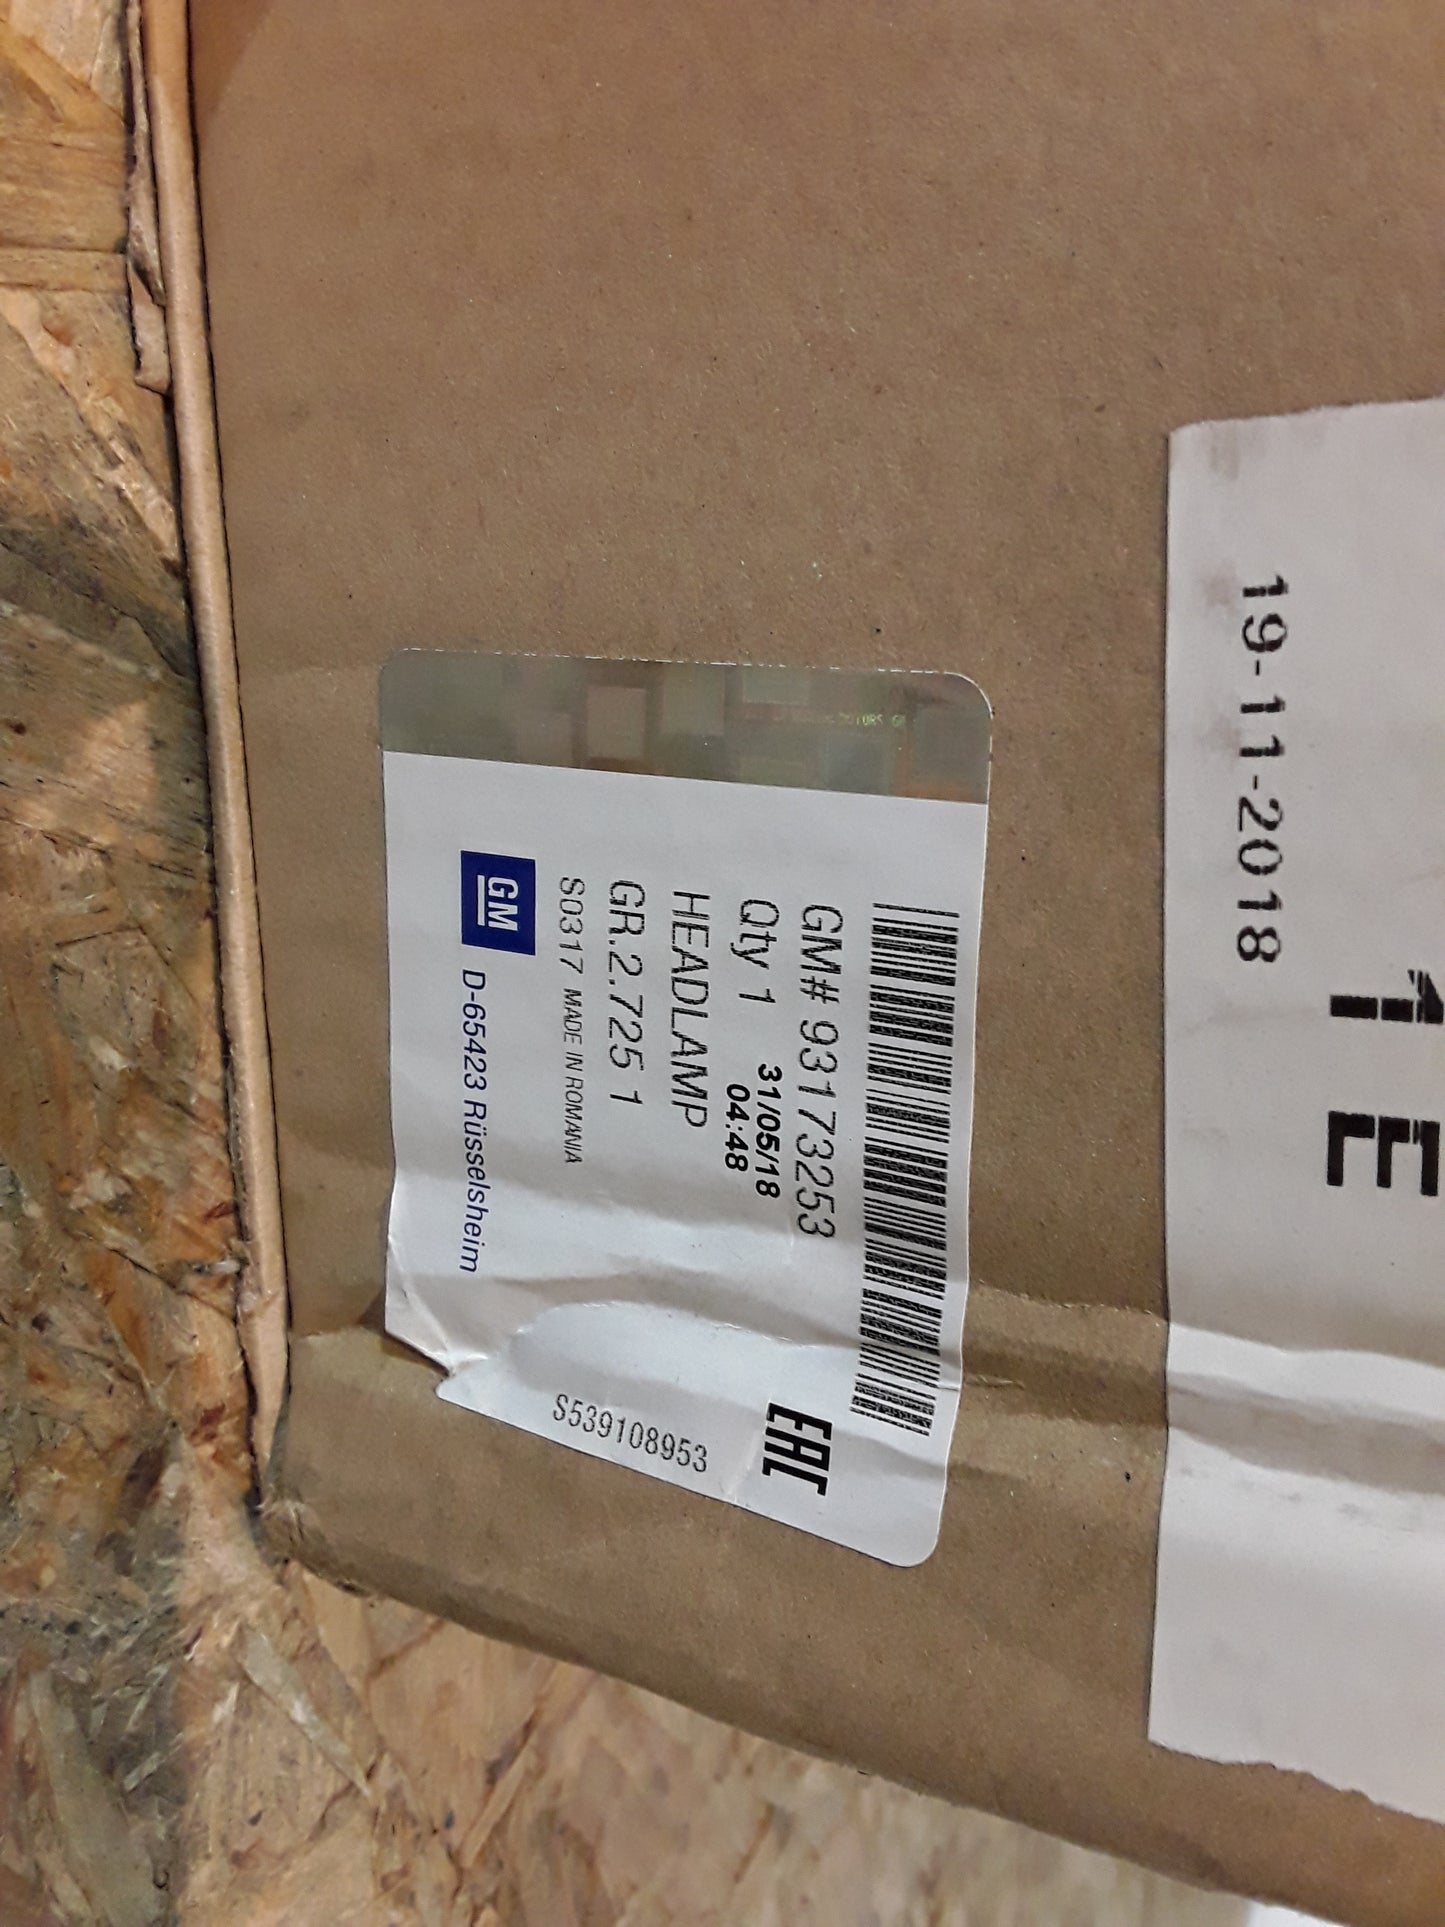 GM# 93173253
Qty 1
31/05/18
04:48
HEADLAMP
GR.2.725 1
S0317 MADE IN ROMANIA
GM
D-65423 Rüsselsheim
EAC
S539108953
19-11-2018
1 E